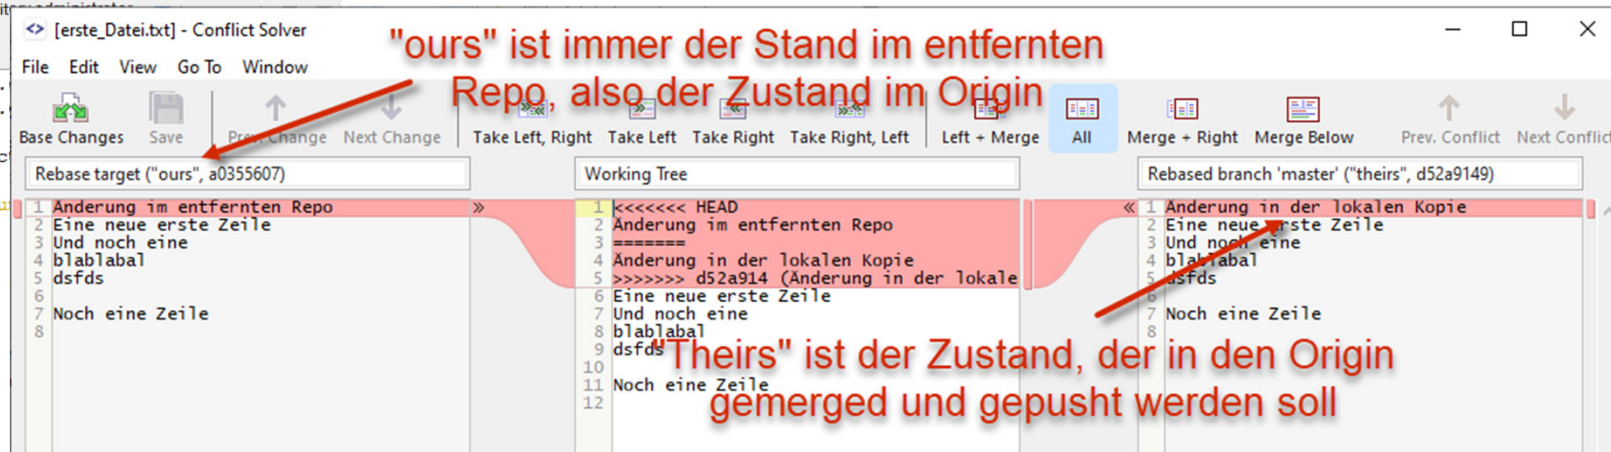 [erste_Datei.txt] - Conflict Solver
"ours" ist immer der Stand im entfernten
Repo, also der Zustand im Origin
File Edit View Go To Window
Base Changes Save Prev. Change Next Change Take Left, Right Take Left Take Right Take Right, Left Left + Merge All Merge + Right Merge Below Prev. Conflict Next Conflict
Rebase target ("ours", a0355607)
1 Änderung im entfernten Repo »
2 Eine neue erste Zeile
3 Und noch eine
4 blablabal
5 dsfds
6
7 Noch eine Zeile
8
Working Tree
1 <<<<<<< HEAD
2 Änderung im entfernten Repo
3 =======
4 Änderung in der lokalen Kopie
5 >>>>>>> d52a914 (Änderung in der lokale
6 Eine neue erste Zeile
7 Und noch eine
8 blablabal
9 dsfds
10
11 Noch eine Zeile
12
Rebased branch 'master' ("theirs", d52a9149)
« 1 Änderung in der lokalen Kopie
2 Eine neue erste Zeile
3 Und noch eine
4 blablabal
5 dsfds
6
7 Noch eine Zeile
8
"Theirs" ist der Zustand, der in den Origin
gemerged und gepusht werden soll